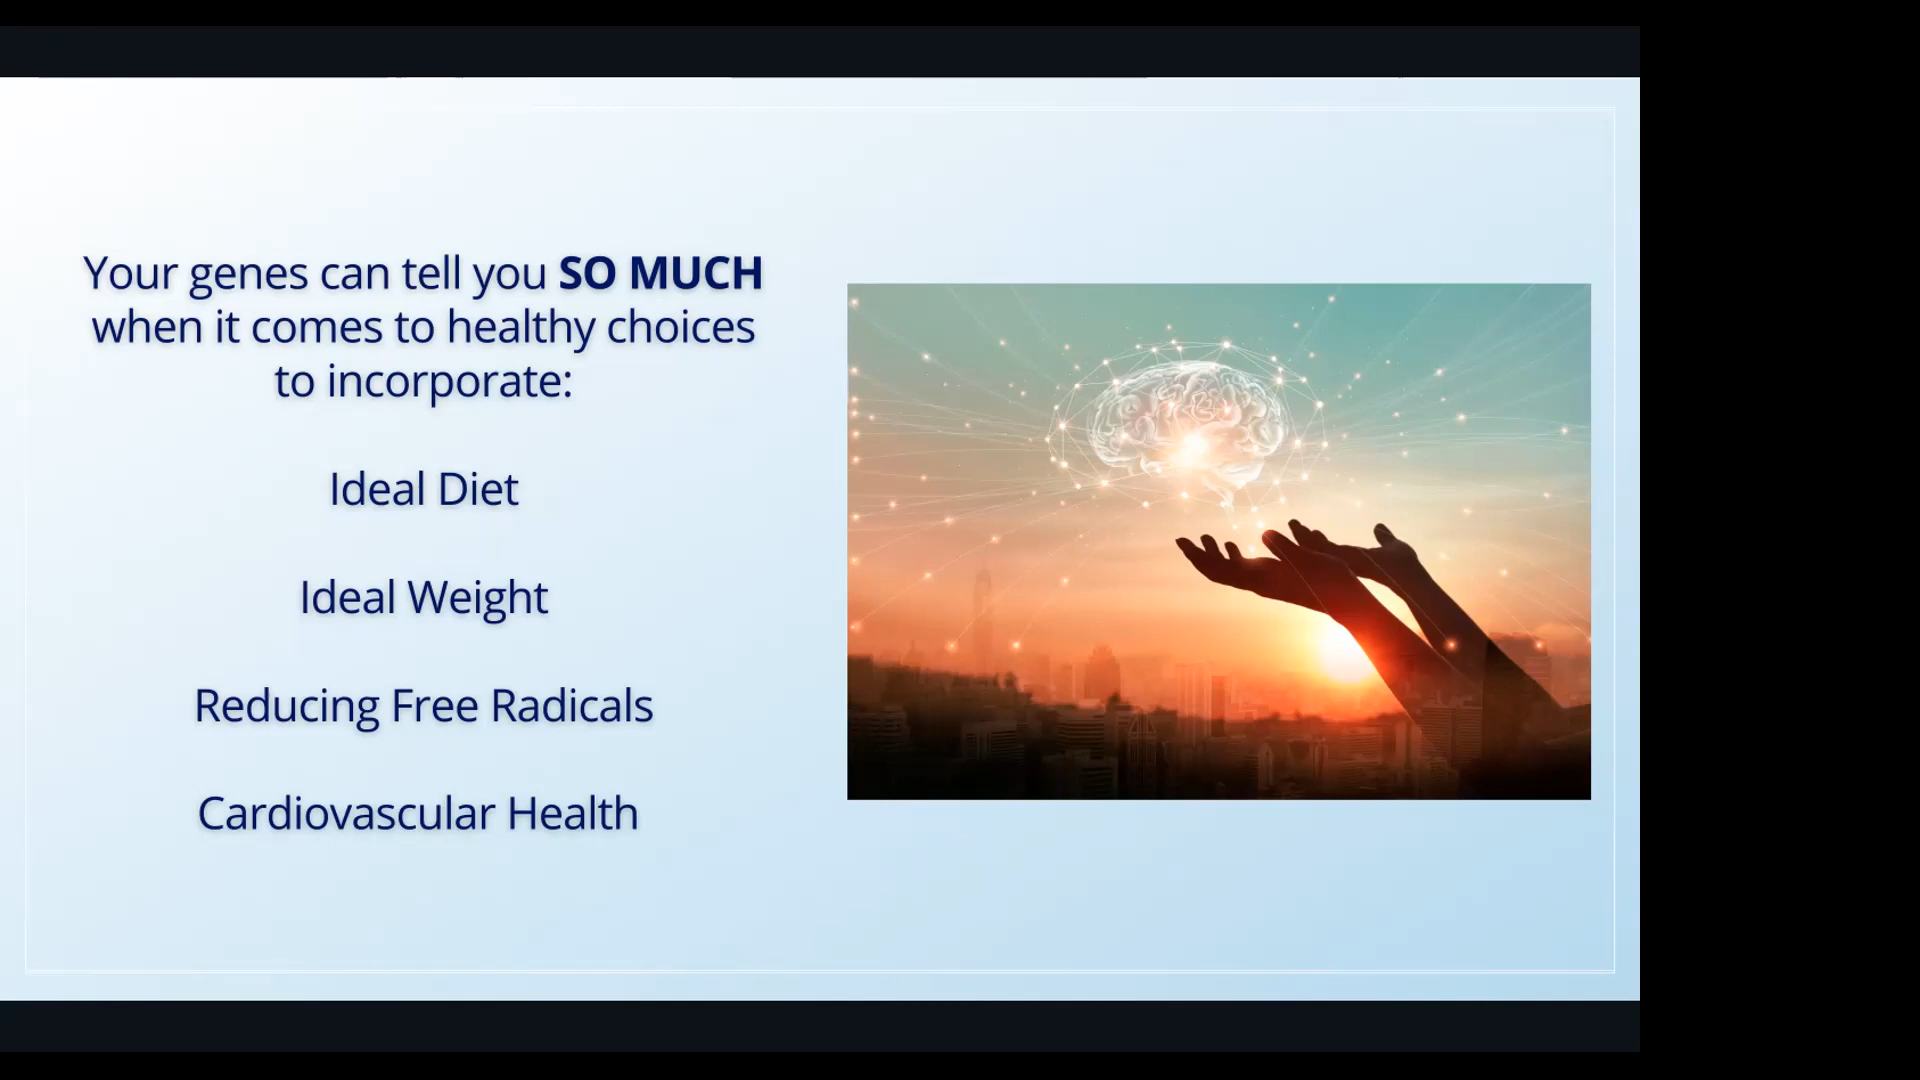 Your genes can tell you SO MUCH
when it comes to healthy choices
to incorporate:
Ideal Diet
Ideal Weight
Reducing Free Radicals
Cardiovascular Health